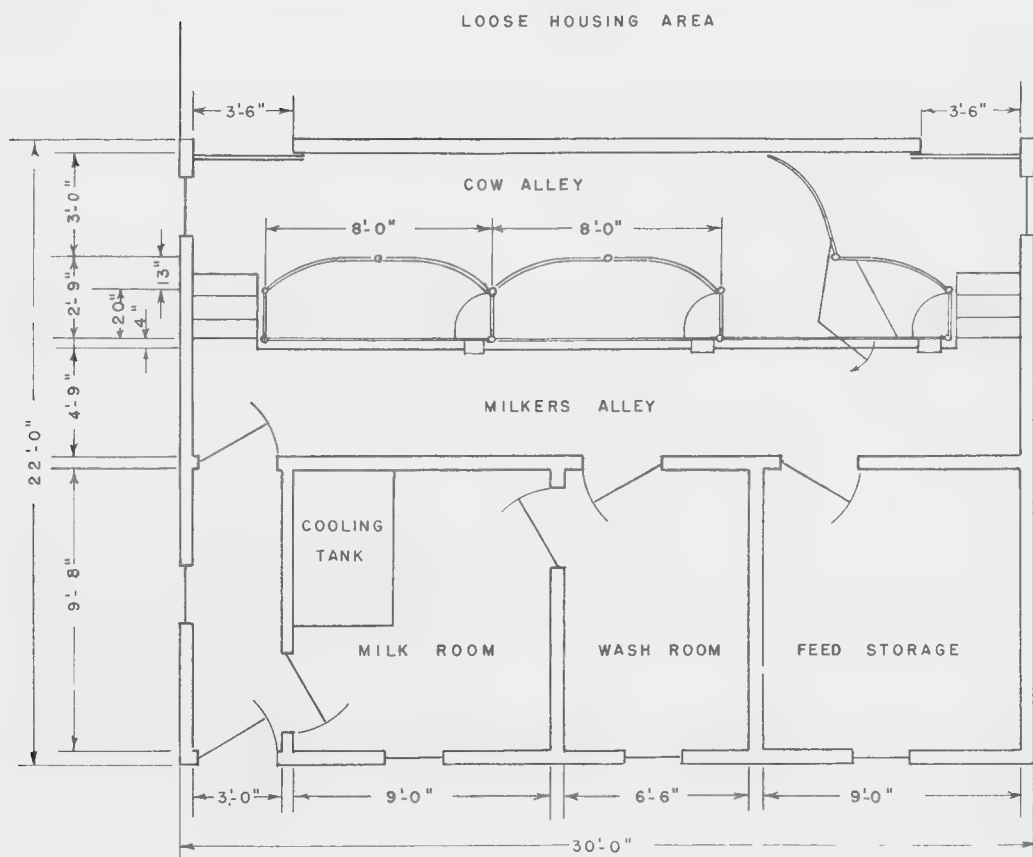 LOOSE HOUSING AREA
3'-6"
3'-6"
COW ALLEY
3'-0"
8'-0"
8'-0"
13"
2'-9"
20"
4"
4'-9"
MILKERS ALLEY
22'-0"
COOLING
TANK
9'-8"
MILK ROOM
WASH ROOM
FEED STORAGE
3'-0"
9'-0"
6'-6"
9'-0"
30'-0"